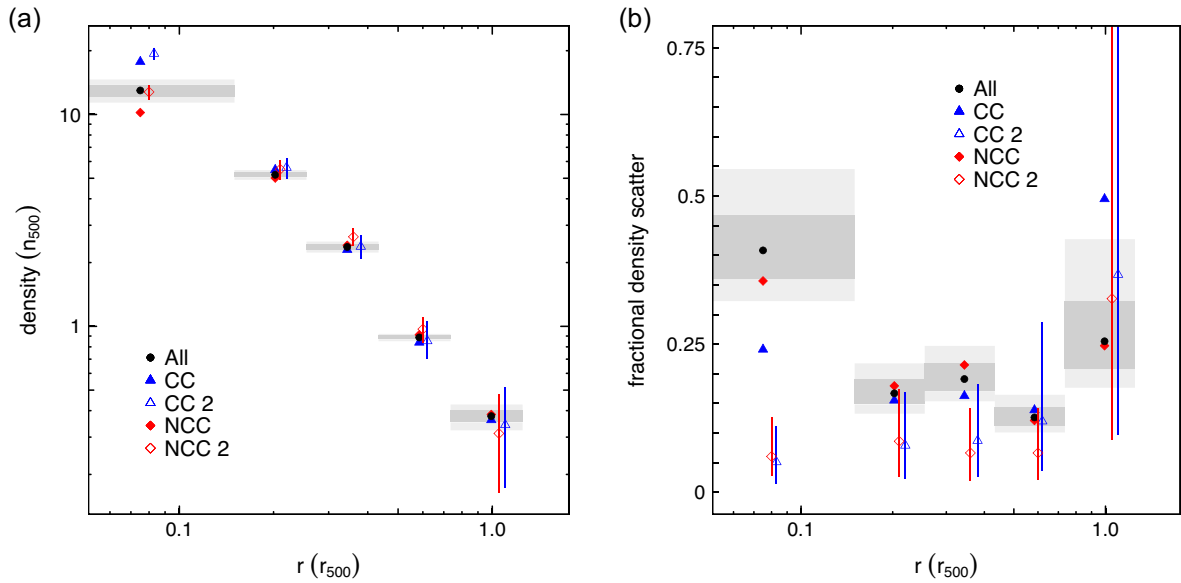 (a)
density (n500)
10
1
All
CC
CC 2
NCC
NCC 2
0.1
1.0
r (r500)
(b)
fractional density scatter
0.75
0.5
0.25
0
All
CC
CC 2
NCC
NCC 2
0.1
1.0
r (r500)